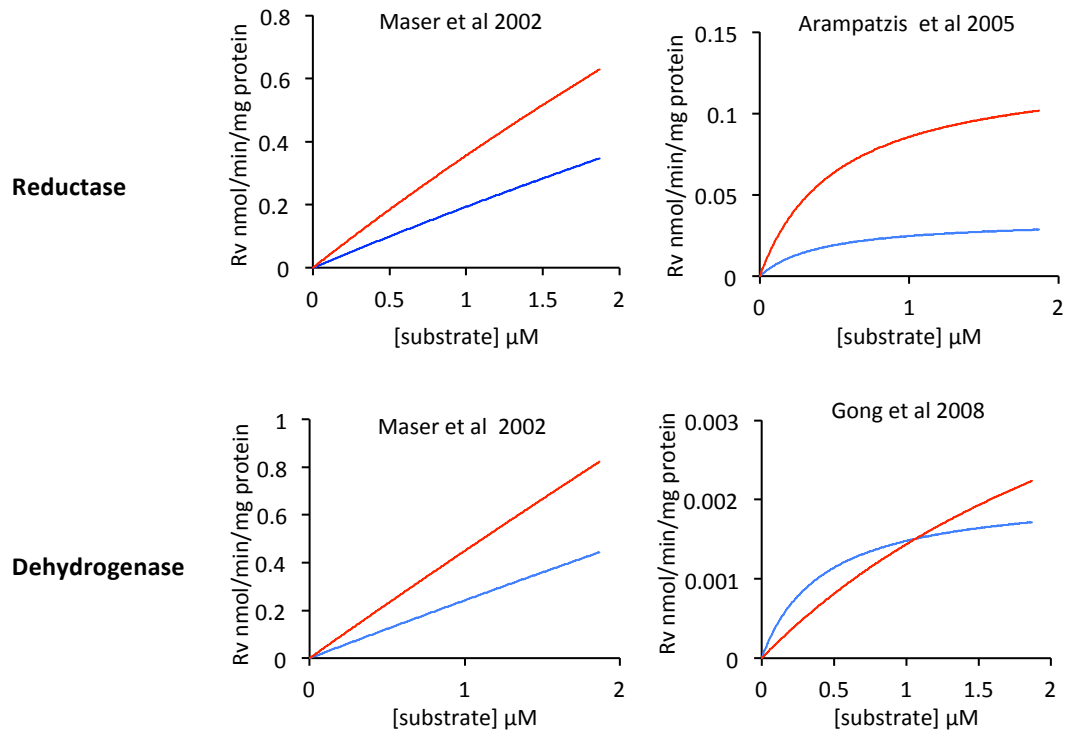 Reductase
Maser et al 2002
Rv nmol/min/mg protein
0.8
0.6
0.4
0.2
0
0 0.5 1 1.5 2
[substrate] µM
Arampatzis et al 2005
Rv nmol/min/mg protein
0.15
0.1
0.05
0
0 1 2
[substrate] µM
Dehydrogenase
Maser et al 2002
Rv nmol/min/mg protein
1
0.8
0.6
0.4
0.2
0
0 1 2
[substrate] µM
Gong et al 2008
Rv nmol/min/mg protein
0.003
0.002
0.001
0
0 0.5 1 1.5 2
[substrate] µM